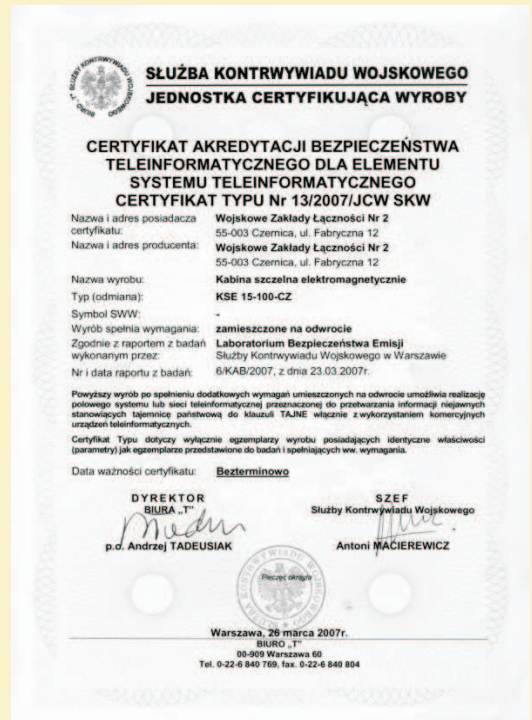 BIURO „T" SŁUŻBY KONTRWYWIADU WOJSKOWEGO
SŁUŻBA KONTRWYWIADU WOJSKOWEGO
JEDNOSTKA CERTYFIKUJĄCA WYROBY
CERTYFIKAT AKREDYTACJI BEZPIECZEŃSTWA
TELEINFORMATYCZNEGO DLA ELEMENTU
SYSTEMU TELEINFORMATYCZNEGO
CERTYFIKAT TYPU Nr 13/2007/JCW SKW
Nazwa i adres posiadacza certyfikatu: Wojskowe Zakłady Łączności Nr 2
55-003 Czernica, ul. Fabryczna 12
Nazwa i adres producenta: Wojskowe Zakłady Łączności Nr 2
55-003 Czernica, ul. Fabryczna 12
Nazwa wyrobu: Kabina szczelna elektromagnetycznie
Typ (odmiana): KSE 15-100-CZ
Symbol SWW: -
Wyrób spełnia wymagania: zamieszczone na odwrocie
Zgodnie z raportem z badań Laboratorium Bezpieczeństwa Emisji
wykonanym przez: Służby Kontrwywiadu Wojskowego w Warszawie
Nr i data raportu z badań: 6/KAB/2007, z dnia 23.03.2007r.
Powyższy wyrób po spełnieniu dodatkowych wymagań umieszczonych na odwrocie umożliwia realizację
polowego systemu lub sieci teleinformatycznej przeznaczonej do przetwarzania informacji niejawnych
stanowiących tajemnicę państwową do klauzuli TAJNE włącznie z wykorzystaniem komercyjnych
urządzeń teleinformatycznych.
Certyfikat Typu dotyczy wyłącznie egzemplarzy wyrobu posiadających identyczne właściwości
(parametry) jak egzemplarze przedstawione do badań i spełniających ww. wymagania.
Data ważności certyfikatu: Bezterminowo
DYREKTOR
BIURA „T"
p.o. Andrzej TADEUSIAK
SZEF
Służby Kontrwywiadu Wojskowego
Antoni MACIEREWICZ
Pieczęć okrągła
Warszawa, 26 marca 2007r.
BIURO „T"
00-909 Warszawa 60
Tel. 0-22-6 840 769, fax. 0-22-6 840 804